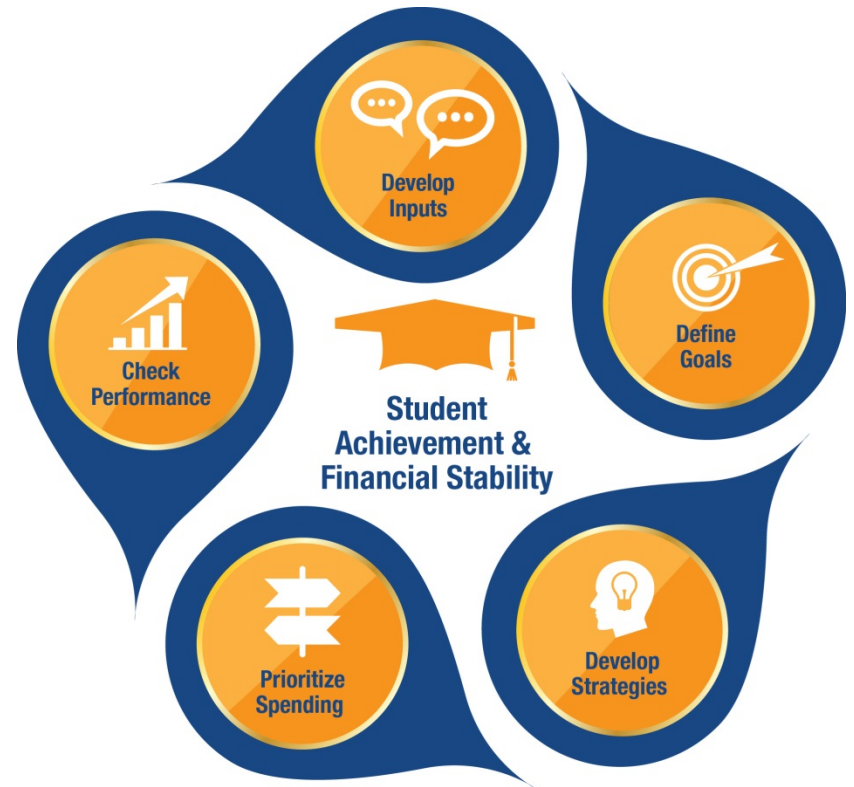 Develop
Inputs
Define
Goals
Check
Performance
Student
Achievement &
Financial Stability
Develop
Strategies
Prioritize
Spending